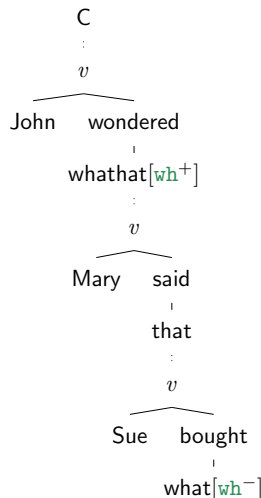 C
:
v
John wondered
whathat[wh⁺]
:
v
Mary said
that
:
v
Sue bought
what[wh⁻]